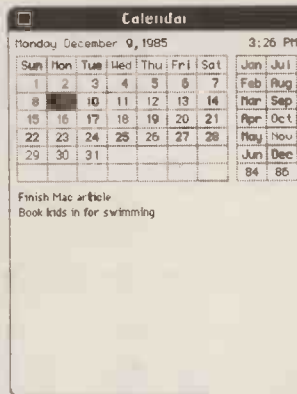 Calendar
Monday December 9, 1985 3:26 PM
Sun Mon Tue Wed Thu Fri Sat Jan Jul
1 2 3 4 5 6 7 Feb Aug
8 10 11 12 13 14 Mar Sep
15 16 17 18 19 20 21 Apr Oct
22 23 24 25 26 27 28 May Nov
29 30 31 Jun Dec
84 86
Finish Mac article
Book kids in for swimming